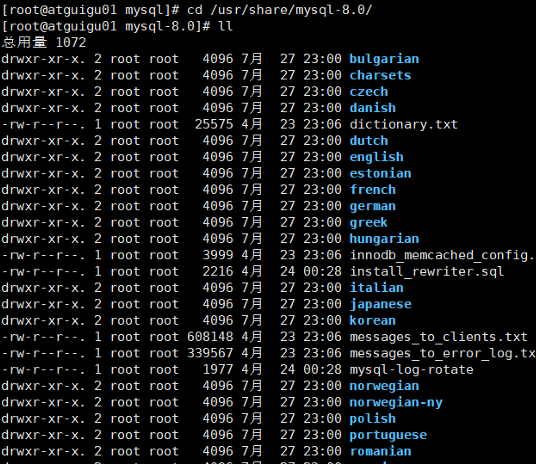 [root@atguigu01 mysql]# cd /usr/share/mysql-8.0/
[root@atguigu01 mysql-8.0]# ll
总用量 1072
drwxr-xr-x. 2 root root   4096 7月  27 23:00 bulgarian
drwxr-xr-x. 2 root root   4096 7月  27 23:00 charsets
drwxr-xr-x. 2 root root   4096 7月  27 23:00 czech
drwxr-xr-x. 2 root root   4096 7月  27 23:00 danish
-rw-r--r--. 1 root root  25575 4月  23 23:06 dictionary.txt
drwxr-xr-x. 2 root root   4096 7月  27 23:00 dutch
drwxr-xr-x. 2 root root   4096 7月  27 23:00 english
drwxr-xr-x. 2 root root   4096 7月  27 23:00 estonian
drwxr-xr-x. 2 root root   4096 7月  27 23:00 french
drwxr-xr-x. 2 root root   4096 7月  27 23:00 german
drwxr-xr-x. 2 root root   4096 7月  27 23:00 greek
drwxr-xr-x. 2 root root   4096 7月  27 23:00 hungarian
-rw-r--r--. 1 root root   3999 4月  23 23:06 innodb_memcached_config.
-rw-r--r--. 1 root root   2216 4月  24 00:28 install_rewriter.sql
drwxr-xr-x. 2 root root   4096 7月  27 23:00 italian
drwxr-xr-x. 2 root root   4096 7月  27 23:00 japanese
drwxr-xr-x. 2 root root   4096 7月  27 23:00 korean
-rw-r--r--. 1 root root 608148 4月  23 23:06 messages_to_clients.txt
-rw-r--r--. 1 root root 339567 4月  23 23:06 messages_to_error_log.tx
-rw-r--r--. 1 root root   1977 4月  24 00:28 mysql-log-rotate
drwxr-xr-x. 2 root root   4096 7月  27 23:00 norwegian
drwxr-xr-x. 2 root root   4096 7月  27 23:00 norwegian-ny
drwxr-xr-x. 2 root root   4096 7月  27 23:00 polish
drwxr-xr-x. 2 root root   4096 7月  27 23:00 portuguese
drwxr-xr-x. 2 root root   4096 7月  27 23:00 romanian